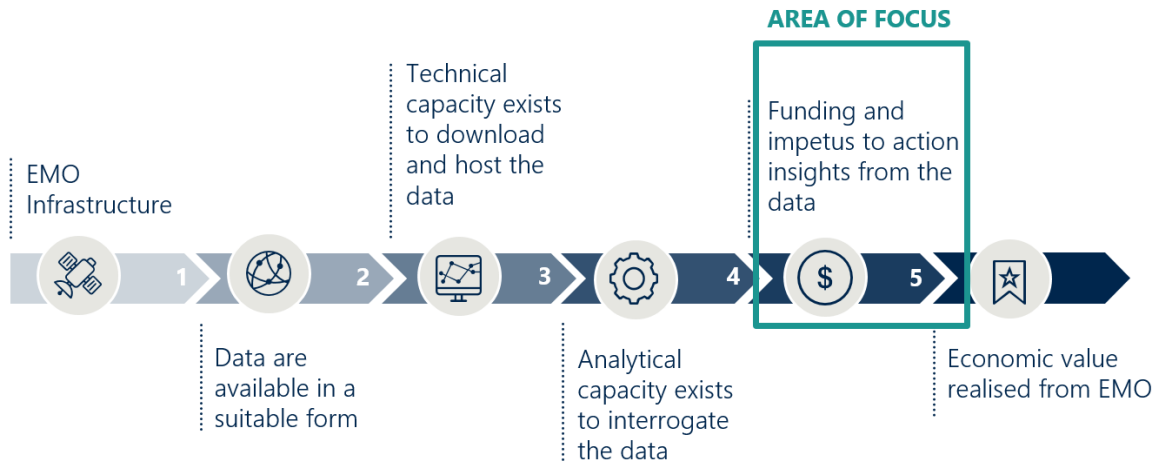 AREA OF FOCUS
EMO
Infrastructure
1
Data are
available in a
suitable form
2
Technical
capacity exists
to download
and host the
data
3
Analytical
capacity exists
to interrogate
the data
4
Funding and
impetus to action
insights from the
data
$
5
Economic value
realised from EMO